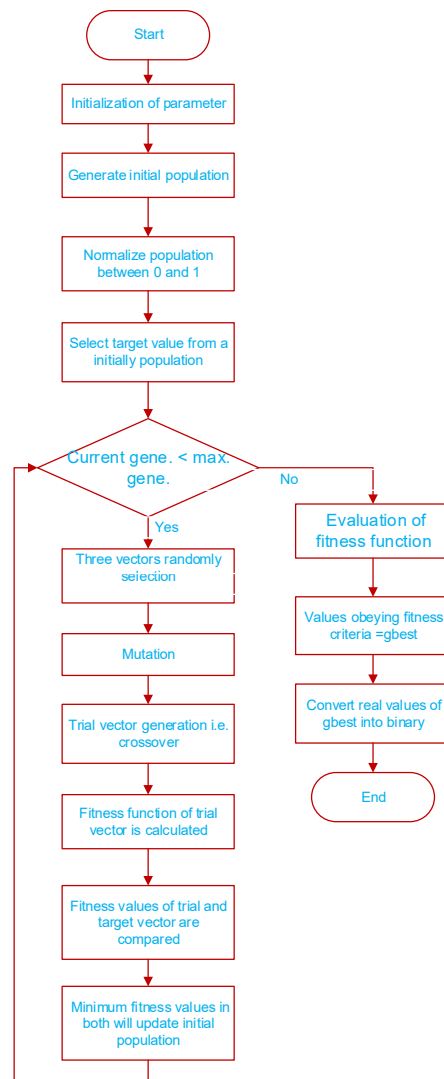 Start
Initialization of parameter
Generate initial population
Normalize population
between 0 and 1
Select target value from a
initially population
Current gene. < max.
gene.
No
Yes
Three vectors randomly
selection
Mutation
Trial vector generation i.e.
crossover
Fitness function of trial
vector is calculated
Fitness values of trial and
target vector are
compared
Minimum fitness values in
both will update initial
population
Evaluation of
fitness function
Values obeying fitness
criteria =gbest
Convert real values of
gbest into binary
End